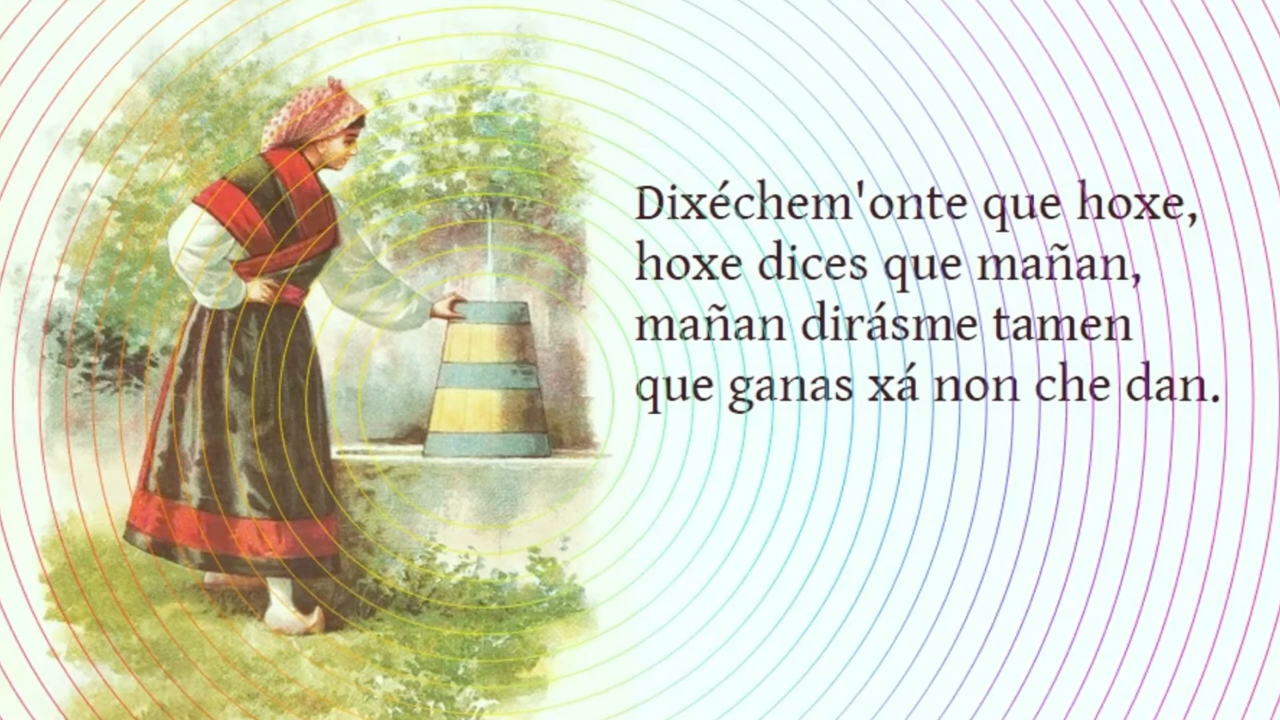 Dixéchem'onte que hoxe,
hoxe dices que mañan,
mañan dirásme tamen
que ganas xá non che dan.